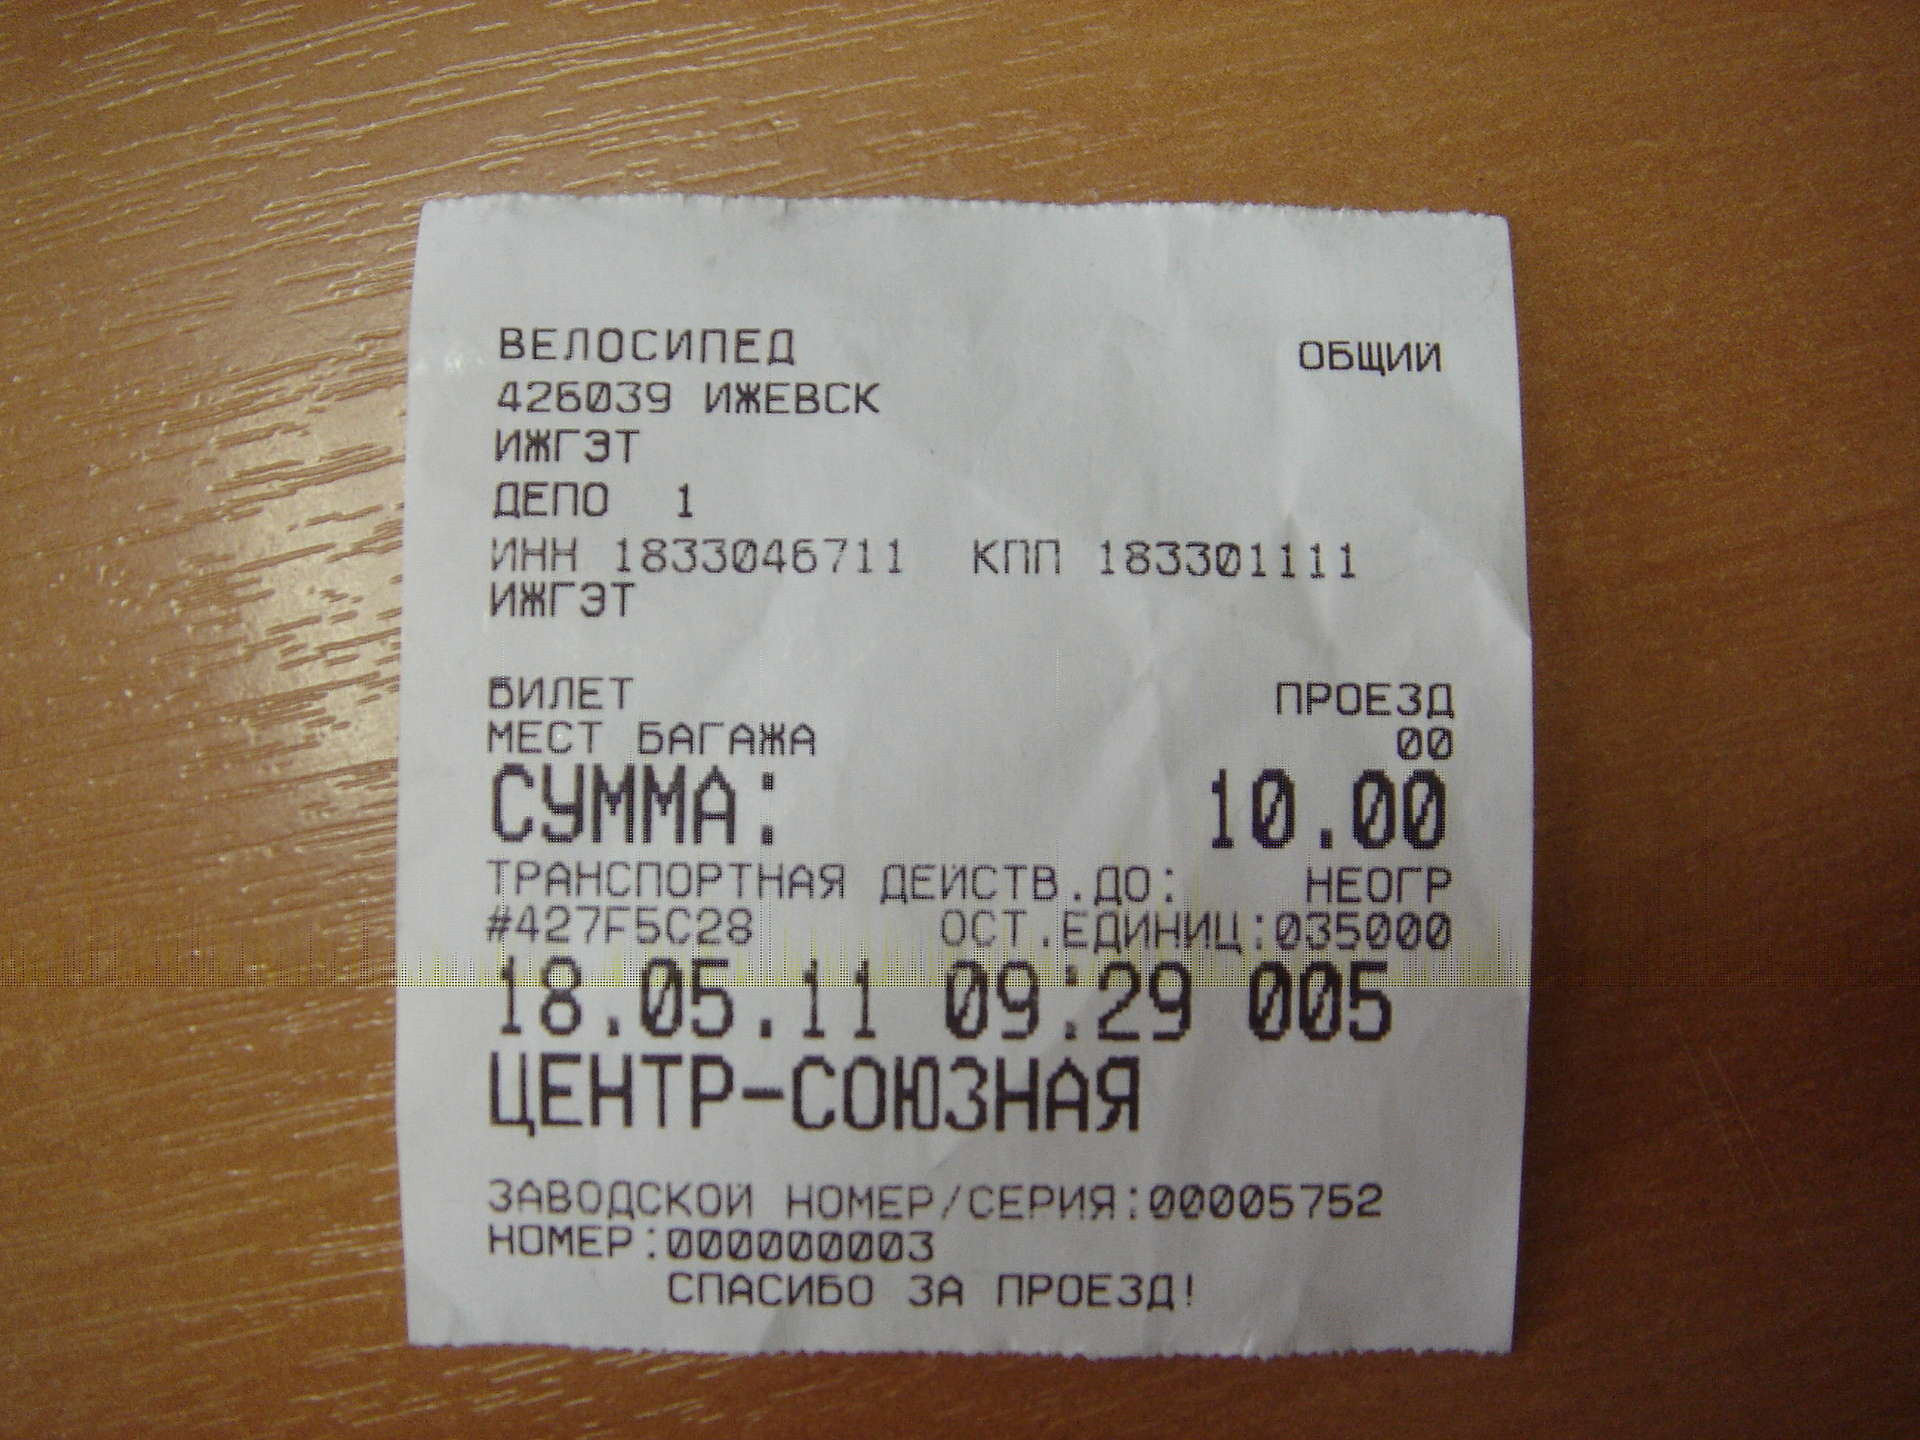 ВЕЛОСИПЕД ОБЩИЙ
426039 ИЖЕВСК
ИЖГЭТ
ДЕПО 1
ИНН 1833046711 КПП 183301111
ИЖГЭТ
БИЛЕТ ПРОЕЗД
МЕСТ БАГАЖА 00
СУММА: 10.00
ТРАНСПОРТНАЯ ДЕЙСТВ.ДО: НЕОГР
#427F5C28 ОСТ.ЕДИНИЦ:035000
18.05.11 09:29 005
ЦЕНТР-СОЮЗНАЯ
ЗАВОДСКОЙ НОМЕР/СЕРИЯ:00005752
НОМЕР:000000003
СПАСИБО ЗА ПРОЕЗД!